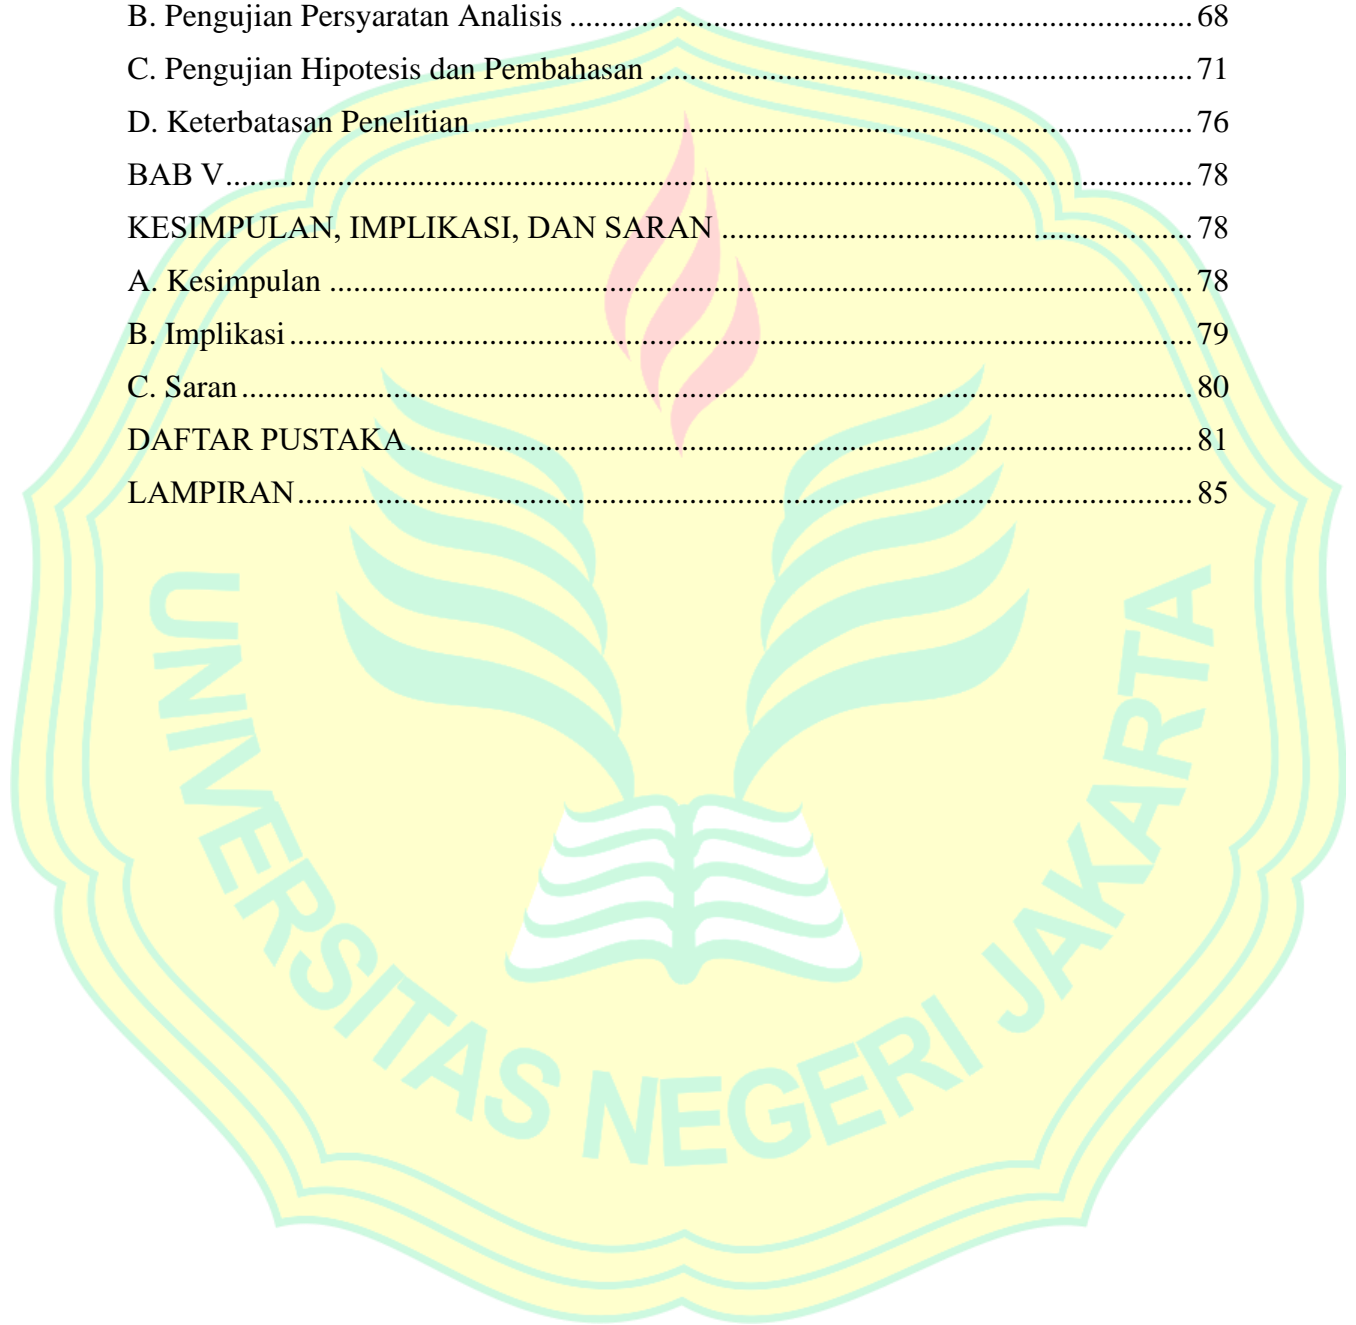 B. Pengujian Persyaratan Analisis .............................................................................. 68
C. Pengujian Hipotesis dan Pembahasan .................................................................... 71
D. Keterbatasan Penelitian .......................................................................................... 76
BAB V ......................................................................................................................... 78
KESIMPULAN, IMPLIKASI, DAN SARAN ........................................................... 78
A. Kesimpulan ............................................................................................................ 78
B. Implikasi ................................................................................................................. 79
C. Saran ....................................................................................................................... 80
DAFTAR PUSTAKA .................................................................................................. 81
LAMPIRAN ................................................................................................................ 85
UNIVERSITAS NEGERI JAKARTA